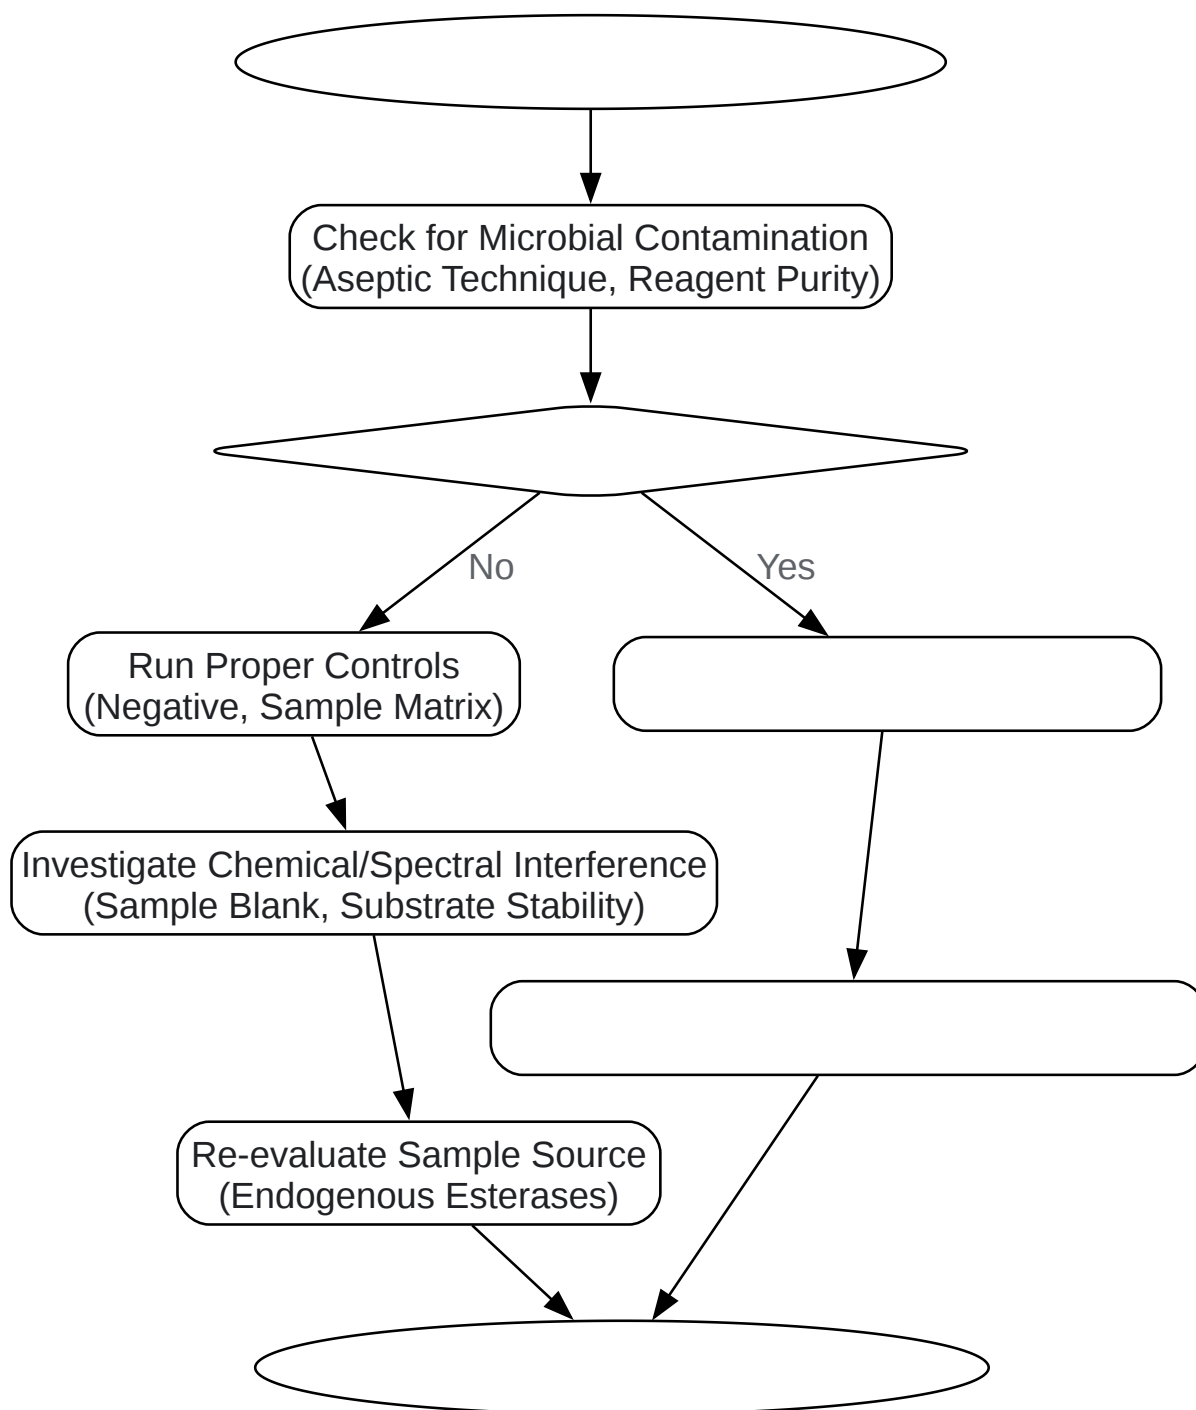 Check for Microbial Contamination
(Aseptic Technique, Reagent Purity)
No
Yes
Run Proper Controls
(Negative, Sample Matrix)
Investigate Chemical/Spectral Interference
(Sample Blank, Substrate Stability)
Re-evaluate Sample Source
(Endogenous Esterases)